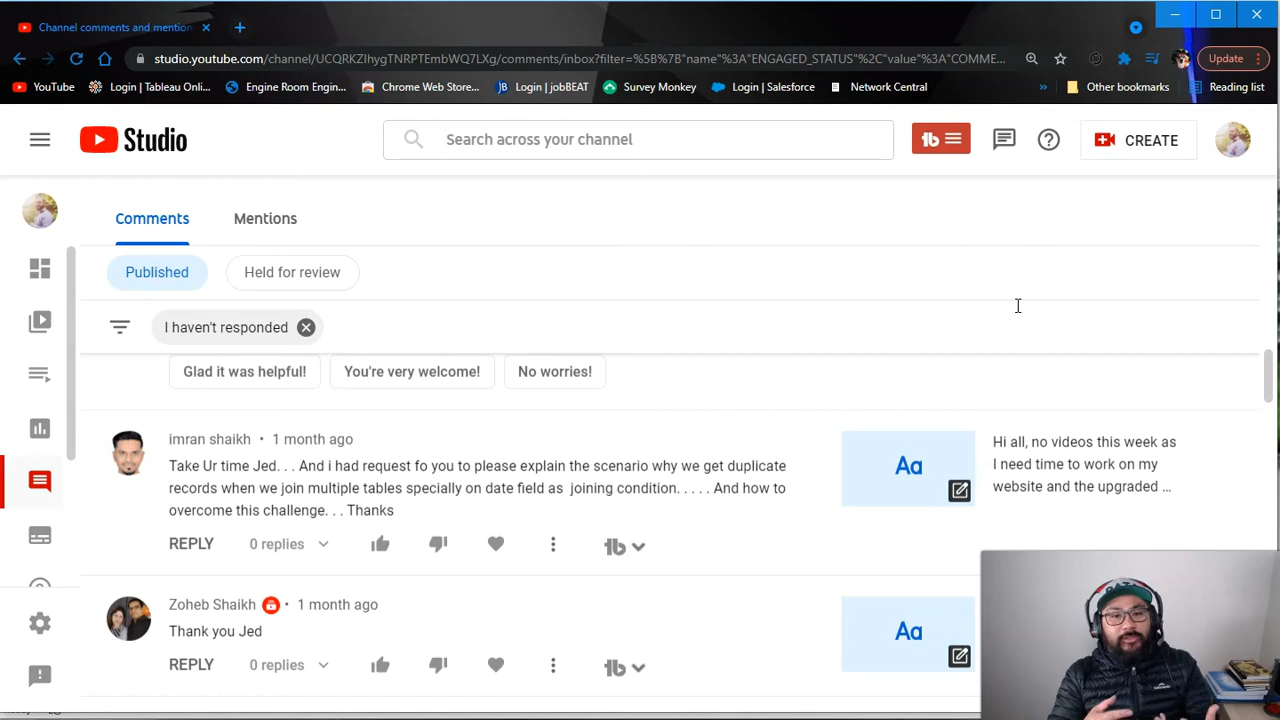 Channel comments and mention
studio.youtube.com/channel/UCQRKZIhygTNRPTEmbWQ7LXg/comments/inbox?filter=%5B%7B"name"%3A"ENGAGED_STATUS"%2C"value"%3A"COMME...
Update
YouTube
Login | Tableau Onli...
Engine Room Engin...
Chrome Web Store...
Login | jobBEAT
Survey Monkey
Login | Salesforce
Network Central
Other bookmarks
Reading list
Studio
Search across your channel
CREATE
Comments
Mentions
Published
Held for review
I haven't responded
Glad it was helpful!
You're very welcome!
No worries!
imran shaikh • 1 month ago
Take Ur time Jed. . . And i had request fo you to please explain the scenario why we get duplicate
records when we join multiple tables specially on date field as joining condition. . . . . And how to
overcome this challenge. . . Thanks
REPLY
0 replies
Aa
Hi all, no videos this week as
I need time to work on my
website and the upgraded ...
Zoheb Shaikh • 1 month ago
Thank you Jed
REPLY
0 replies
Aa